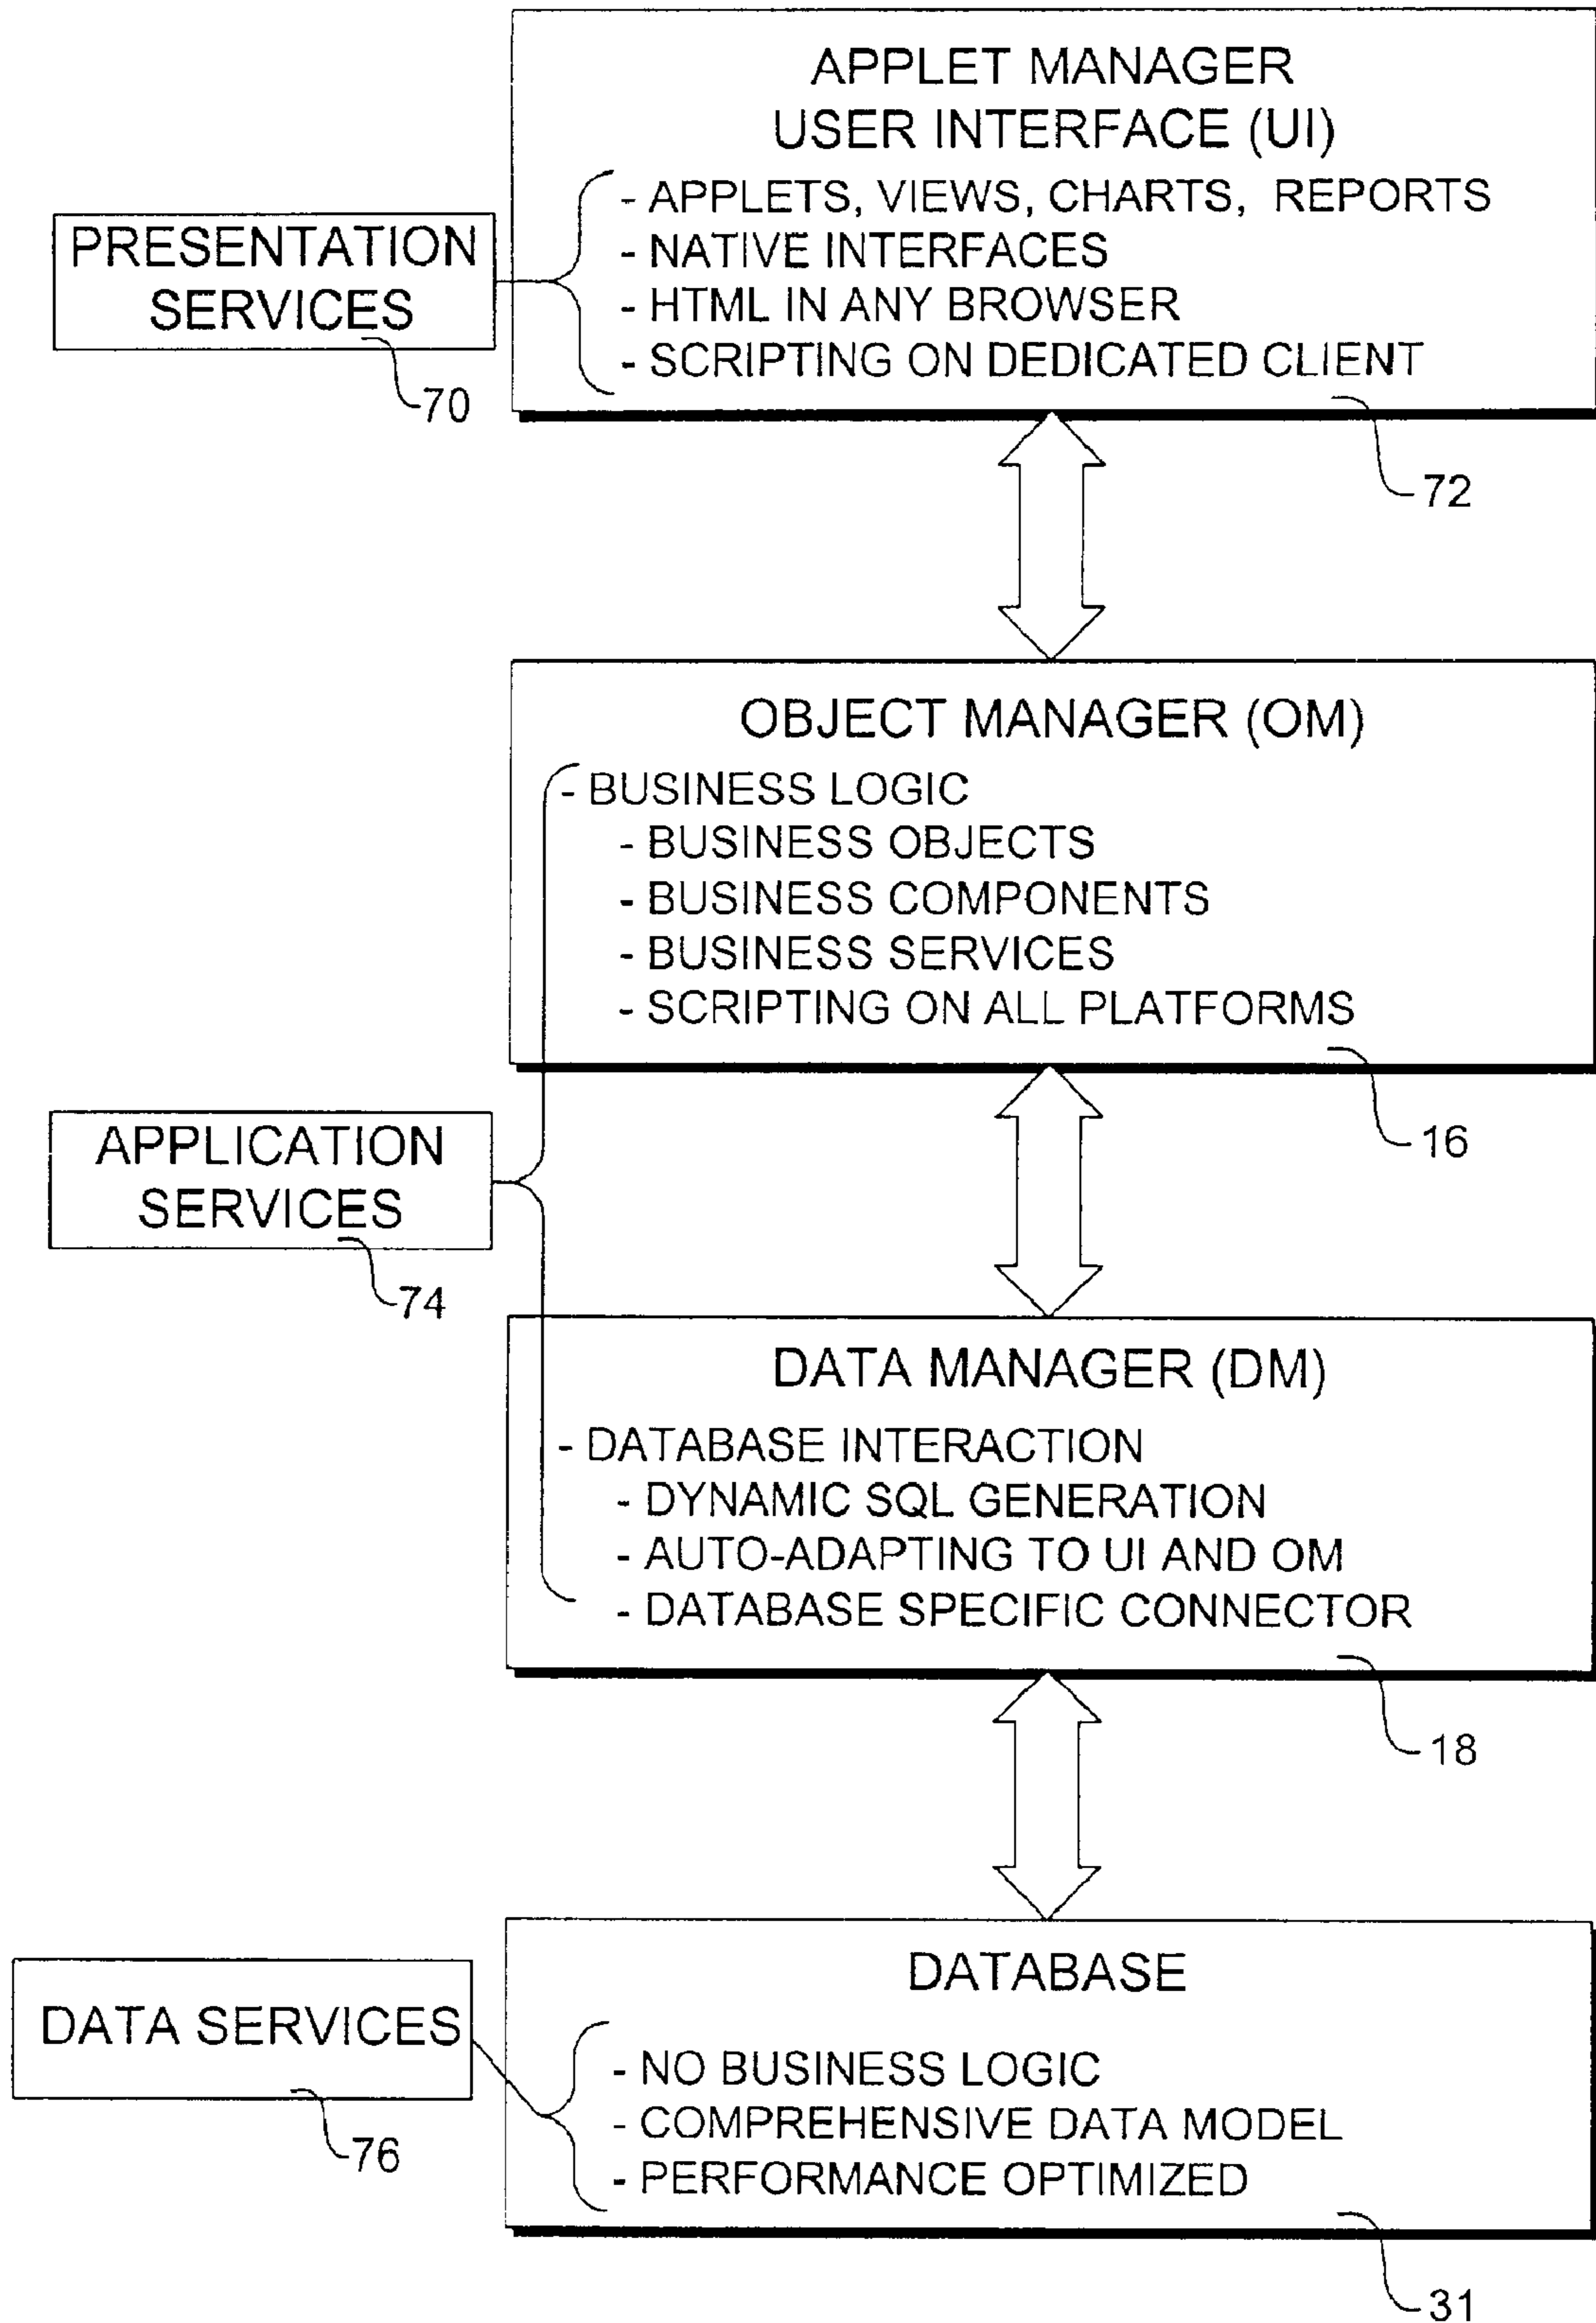 APPLET MANAGER
USER INTERFACE (UI)
- APPLETS, VIEWS, CHARTS, REPORTS
- NATIVE INTERFACES
- HTML IN ANY BROWSER
- SCRIPTING ON DEDICATED CLIENT
PRESENTATION
SERVICES
70
72
OBJECT MANAGER (OM)
- BUSINESS LOGIC
- BUSINESS OBJECTS
- BUSINESS COMPONENTS
- BUSINESS SERVICES
- SCRIPTING ON ALL PLATFORMS
16
APPLICATION
SERVICES
74
DATA MANAGER (DM)
- DATABASE INTERACTION
- DYNAMIC SQL GENERATION
- AUTO-ADAPTING TO UI AND OM
- DATABASE SPECIFIC CONNECTOR
18
DATABASE
- NO BUSINESS LOGIC
- COMPREHENSIVE DATA MODEL
- PERFORMANCE OPTIMIZED
DATA SERVICES
76
31